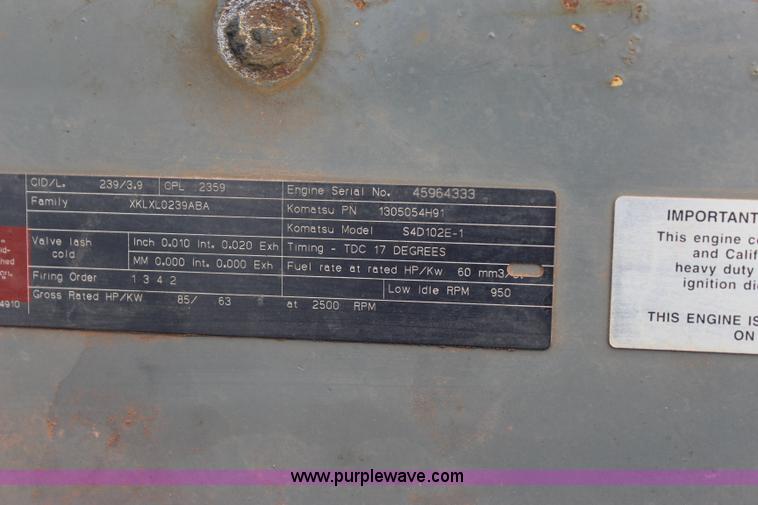 CID/L. 239/3.9 CPL 2359 Engine Serial No. 45964333
Family XKLXL0239ABA Komatsu PN 1305054H91
Komatsu Model S4D102E-1
Valve lash cold Inch 0.010 Int. 0.020 Exh Timing - TDC 17 DEGREES
MM 0.000 Int. 0.000 Exh Fuel rate at rated HP/Kw 60 mm3/
Firing Order 1 3 4 2 Low Idle RPM 950
Gross Rated HP/KW 85/ 63 at 2500 RPM
4910
IMPORTANT
This engine
and
heavy duty
ignition
THIS ENGINE IS
ON
www.purplewave.com